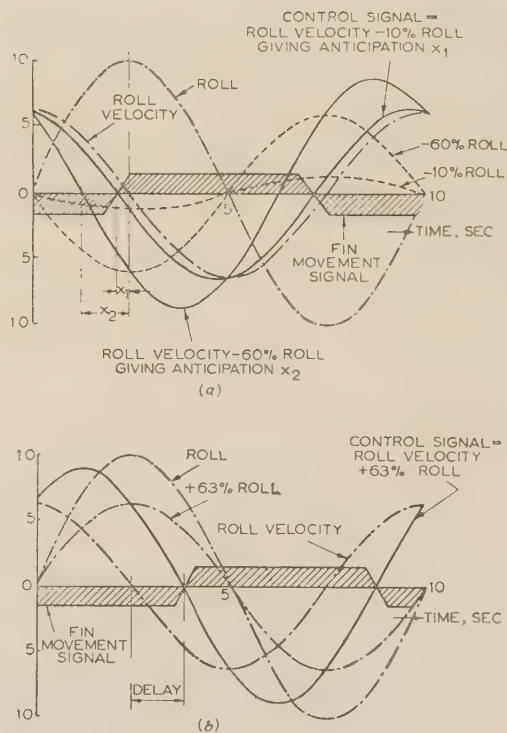 CONTROL SIGNAL=
ROLL VELOCITY–10% ROLL
GIVING ANTICIPATION x₁
10
ROLL
ROLL
VELOCITY
5
–60% ROLL
–10% ROLL
0
5
10
TIME, SEC
FIN
MOVEMENT
SIGNAL
5
x₁
x₂
10
ROLL VELOCITY–60% ROLL
GIVING ANTICIPATION x₂
(a)
CONTROL SIGNAL=
ROLL VELOCITY
+63% ROLL
10
ROLL
+63% ROLL
ROLL VELOCITY
5
0
5
10
FIN
MOVEMENT
SIGNAL
TIME, SEC
5
DELAY
10
(b)